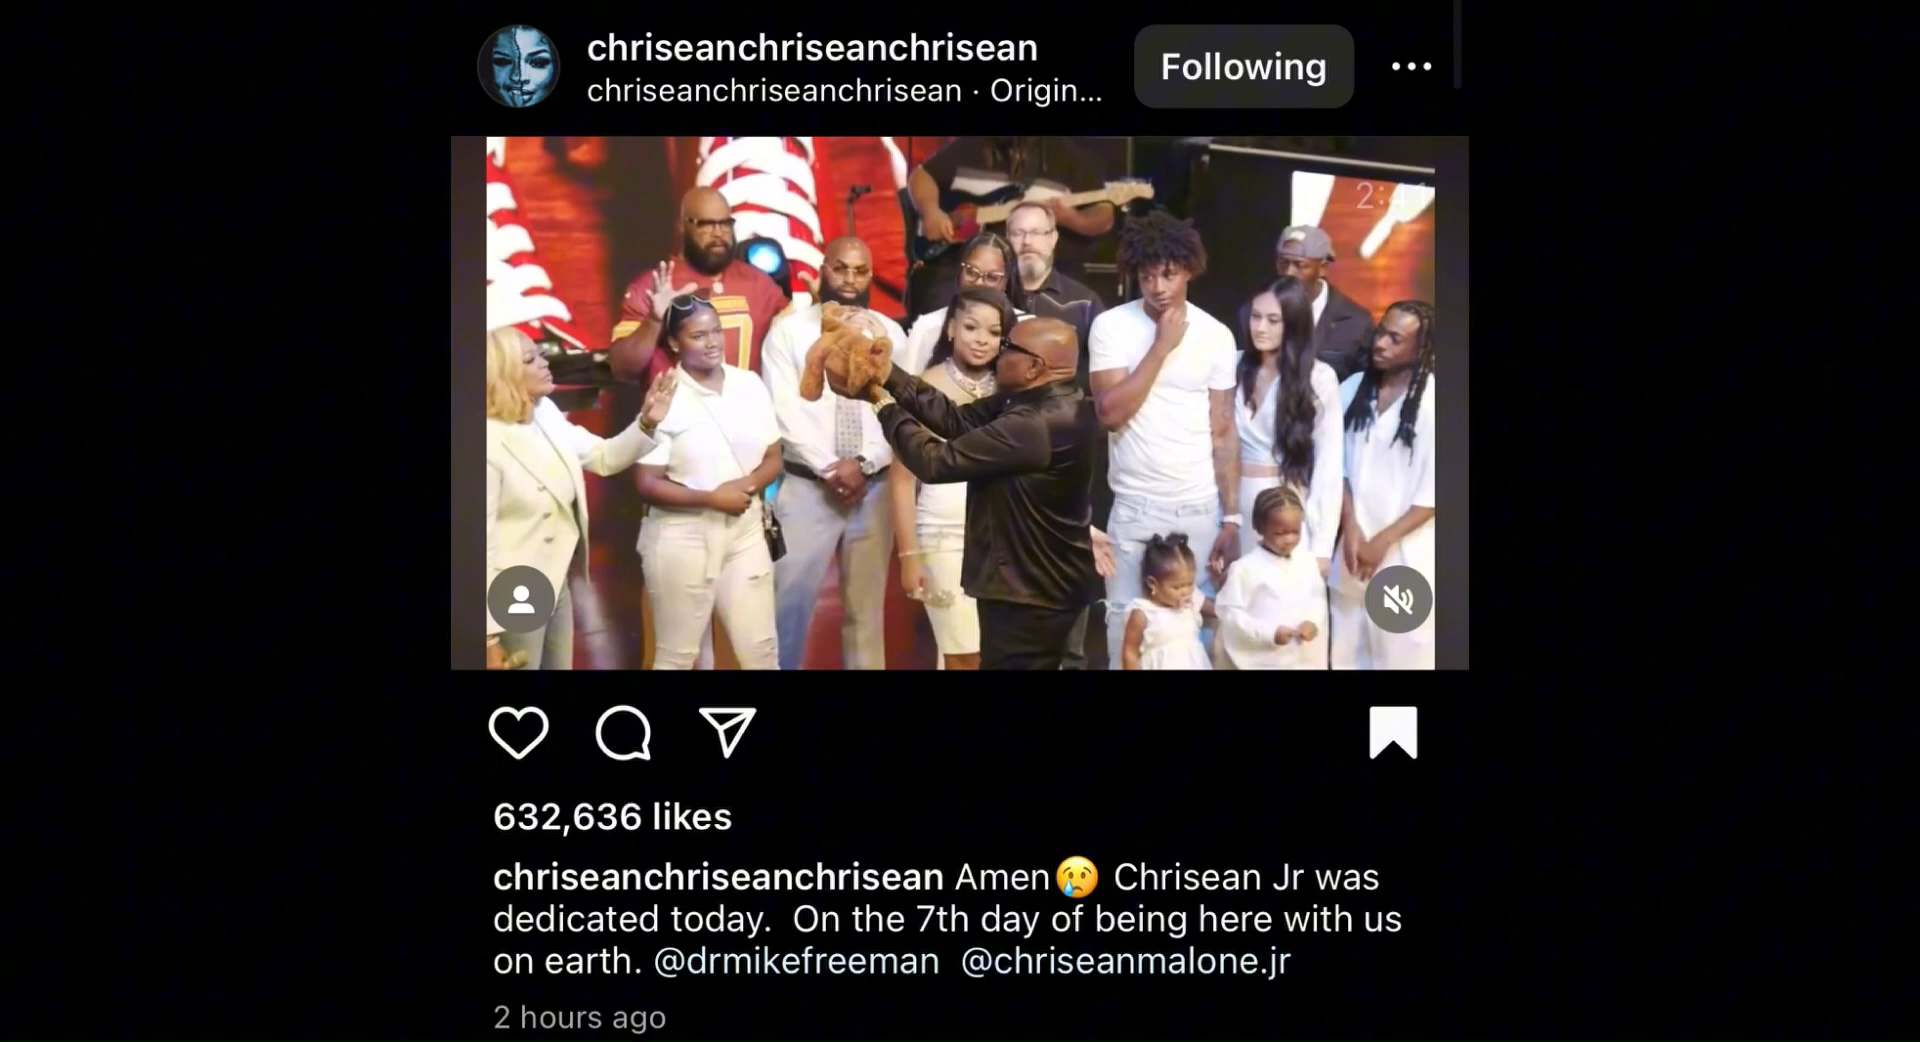 chriseanchriseanchrisean
chriseanchriseanchrisean · Origin...
Following
632,636 likes
chriseanchriseanchrisean Amen😢 Chrisean Jr was
dedicated today.  On the 7th day of being here with us
on earth. @drmikefreeman  @chriseanmalone.jr
2 hours ago